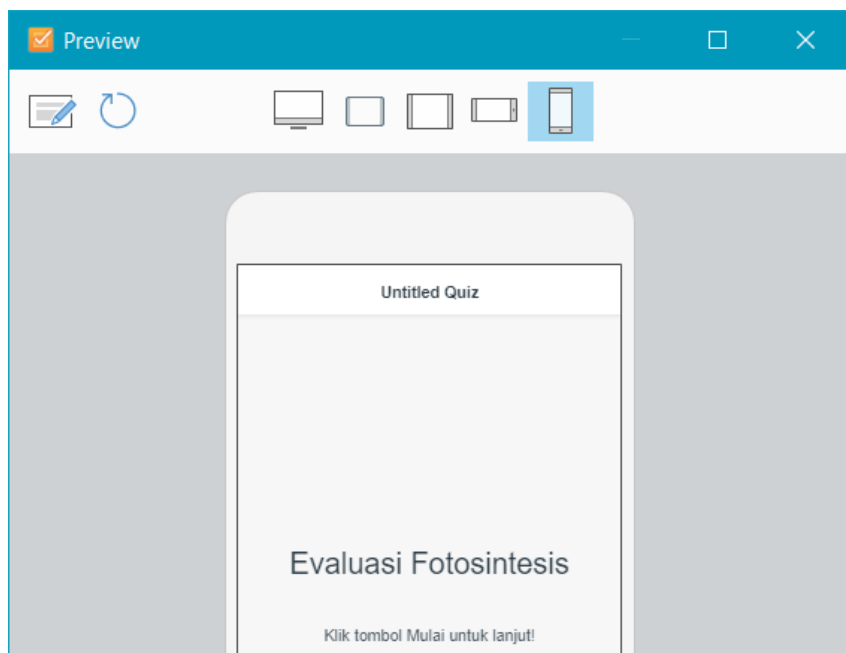 Preview
Untitled Quiz
Evaluasi Fotosintesis
Klik tombol Mulai untuk lanjut!